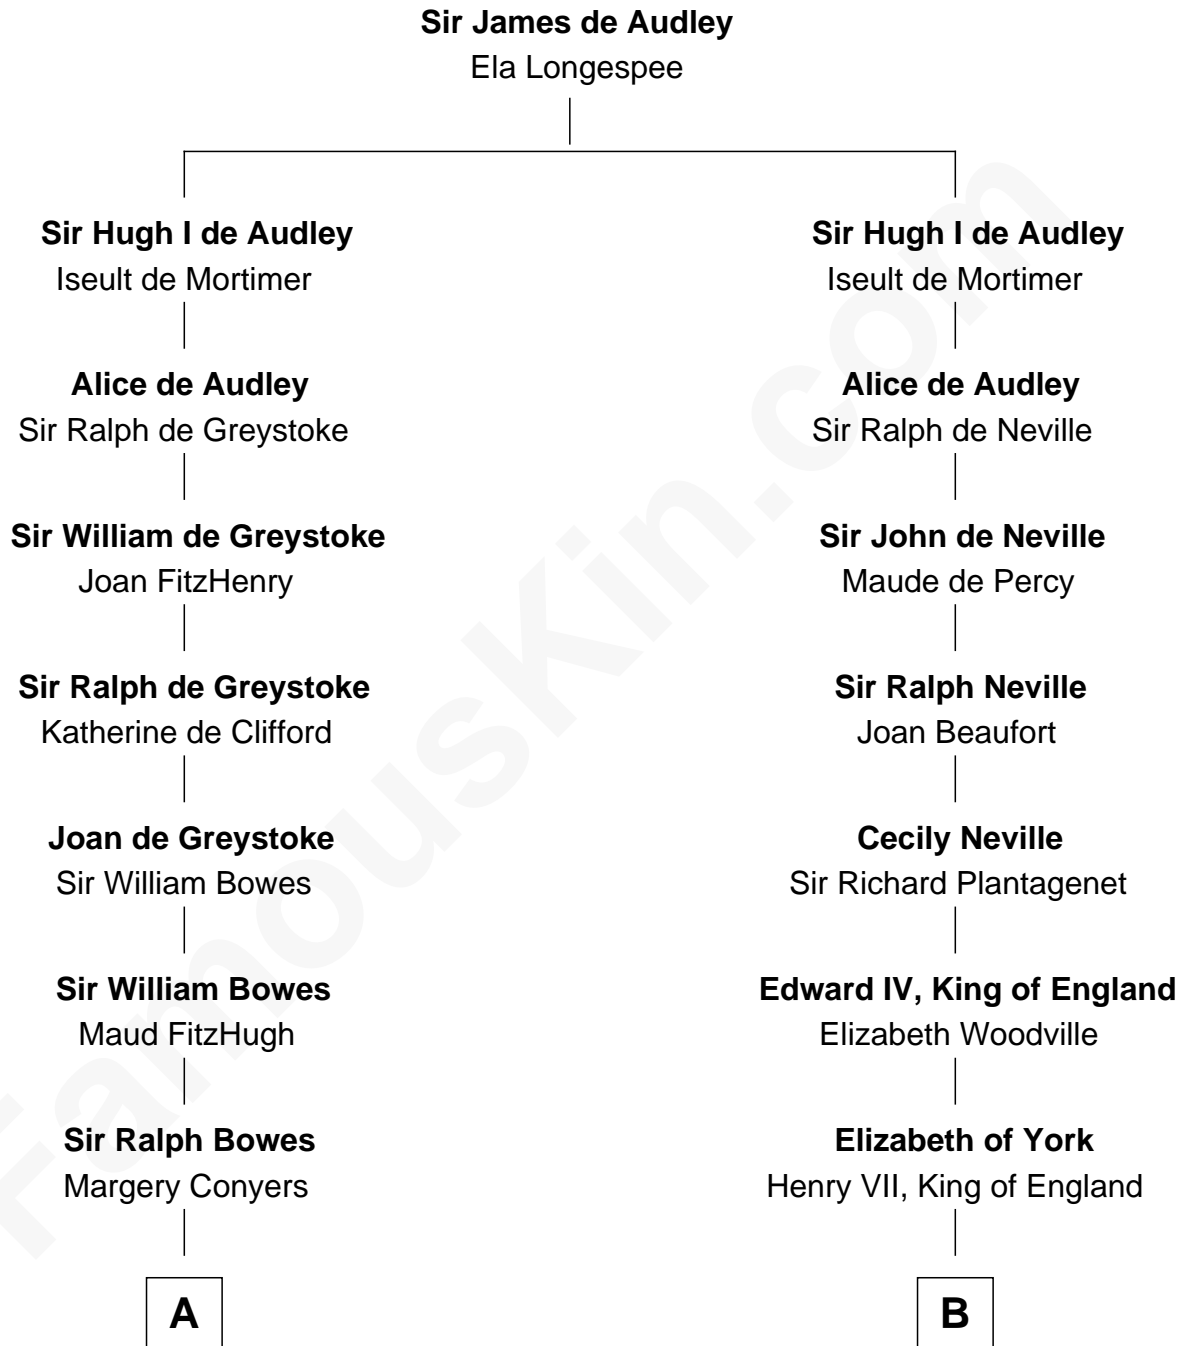 Sir James de Audley
Ela Longespee
Sir Hugh I de Audley
Iseult de Mortimer
Sir Hugh I de Audley
Iseult de Mortimer
Alice de Audley
Sir Ralph de Greystoke
Alice de Audley
Sir Ralph de Neville
Sir William de Greystoke
Joan FitzHenry
Sir John de Neville
Maude de Percy
Sir Ralph de Greystoke
Katherine de Clifford
Sir Ralph Neville
Joan Beaufort
Joan de Greystoke
Sir William Bowes
Cecily Neville
Sir Richard Plantagenet
Sir William Bowes
Maud FitzHugh
Edward IV, King of England
Elizabeth Woodville
Sir Ralph Bowes
Margery Conyers
Elizabeth of York
Henry VII, King of England
A
B
FamousKin.com